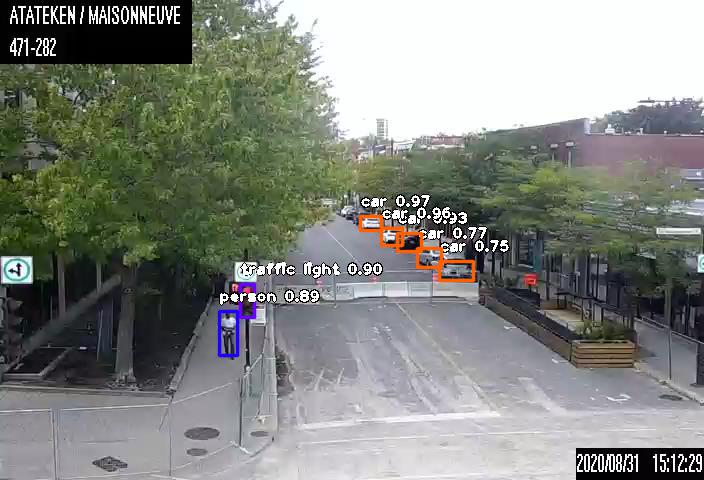 ATATEKEN / MAISONNEUVE
471-282
car 0.97
car 0.96
car 0.93
car 0.77
car 0.75
traffic light 0.90
person 0.89
2020/08/31 15:12:29